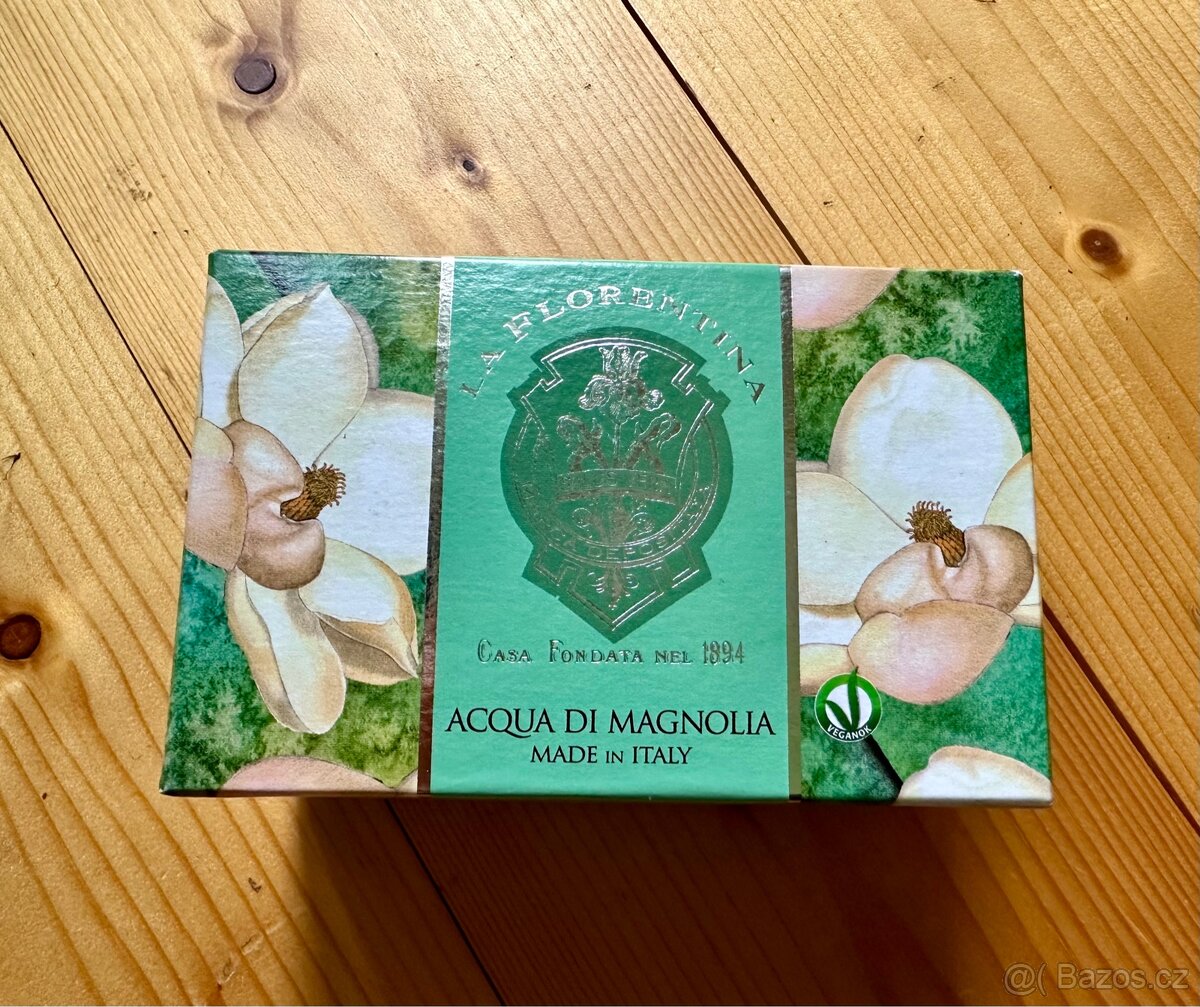 LA FLORENTINA
CASA FONDATA NEL 1894
ACQUA DI MAGNOLIA
MADE IN ITALY
VEGANOK
@( Bazos.cz